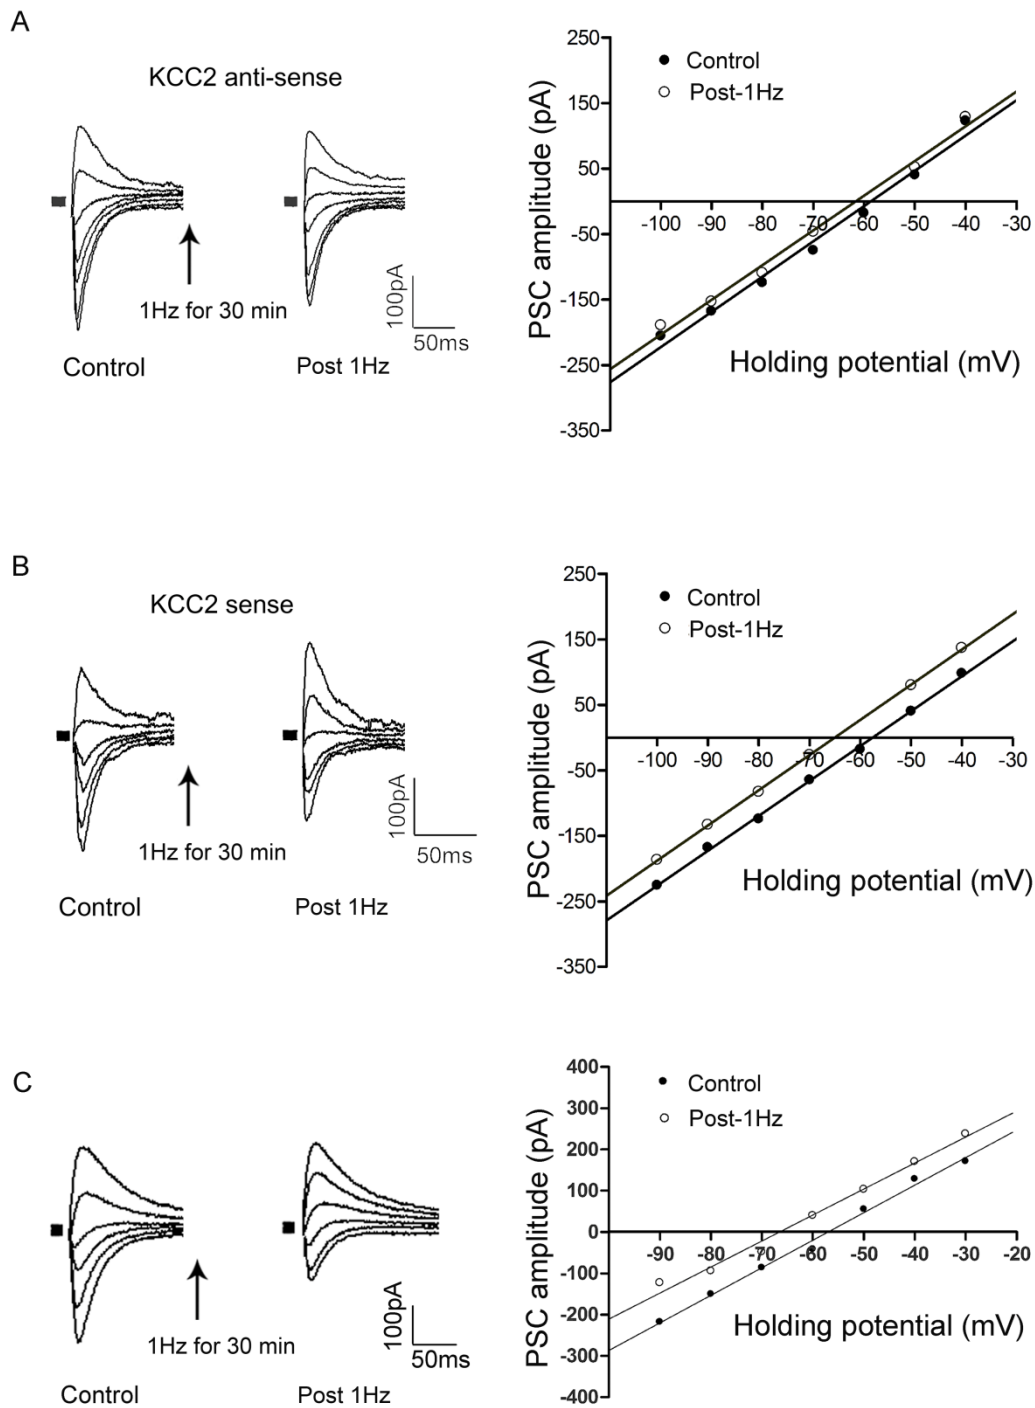 A
KCC2 anti-sense
1Hz for 30 min
Control
Post 1Hz
100pA
50ms
PSC amplitude (pA)
250
150
50
-50
-150
-250
-350
Control
Post-1Hz
-100 -90 -80 -70 -60 -50 -40 -30
Holding potential (mV)
B
KCC2 sense
1Hz for 30 min
Control
Post 1Hz
100pA
50ms
PSC amplitude (pA)
250
150
50
-50
-150
-250
-350
Control
Post-1Hz
-100 -90 -80 -70 -60 -50 -40 -30
Holding potential (mV)
C
1Hz for 30 min
Control
Post 1Hz
100pA
50ms
PSC amplitude (pA)
400
300
200
100
0
-100
-200
-300
-400
Control
Post-1Hz
-90 -80 -70 -60 -50 -40 -30 -20
Holding potential (mV)